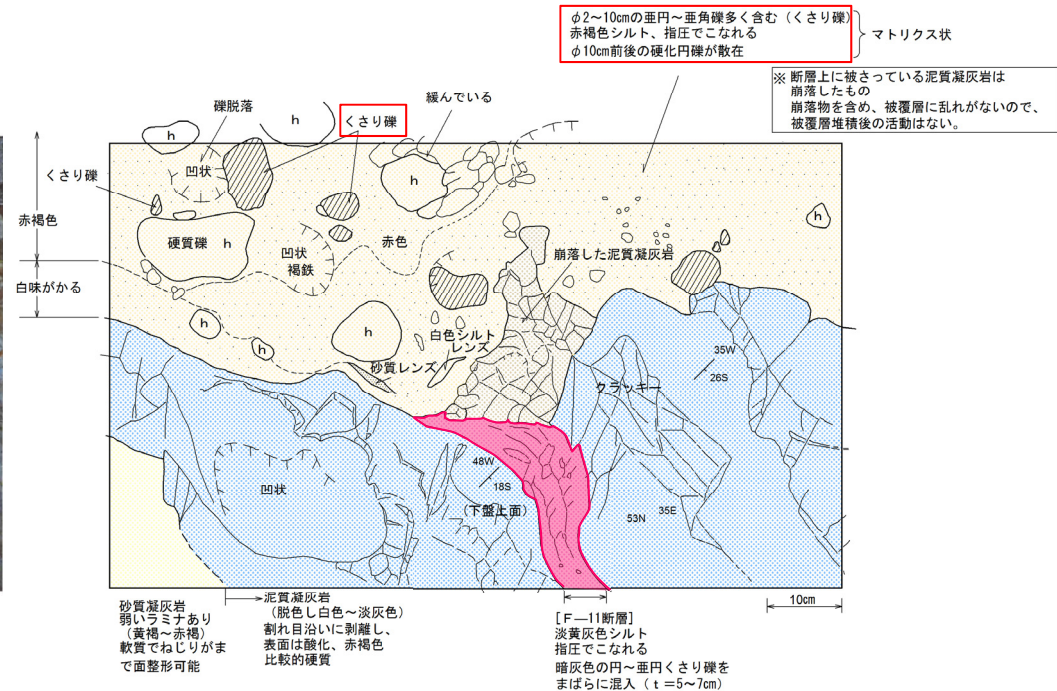 φ2～10cmの亜円～亜角礫多く含む（くさり礫）
赤褐色シルト、指圧でこなれる
φ10cm前後の硬化円礫が散在
マトリクス状
※ 断層上に被さっている泥質凝灰岩は
崩落したもの
崩落物を含め、被覆層に乱れがないので、
被覆層堆積後の活動はない。
礫脱落
h
h
くさり礫
緩んでいる
くさり礫
凹状
h
赤褐色
硬質礫 h
凹状
褐鉄
赤色
h
崩落した泥質凝灰岩
白味がかる
h
h
h
白色シルト
レンズ
砂質レンズ
クラッキー
35W
26S
凹状
48W
18S
（下盤上面）
53N
35E
10cm
砂質凝灰岩
弱いラミナあり
（黄褐～赤褐）
軟質でねじりがま
で面整形可能
泥質凝灰岩
（脱色し白色～淡灰色）
割れ目沿いに剥離し、
表面は酸化、赤褐色
比較的硬質
[Ｆ―11断層]
淡黄灰色シルト
指圧でこなれる
暗灰色の円～亜円くさり礫を
まばらに混入（ｔ＝5～7cm）